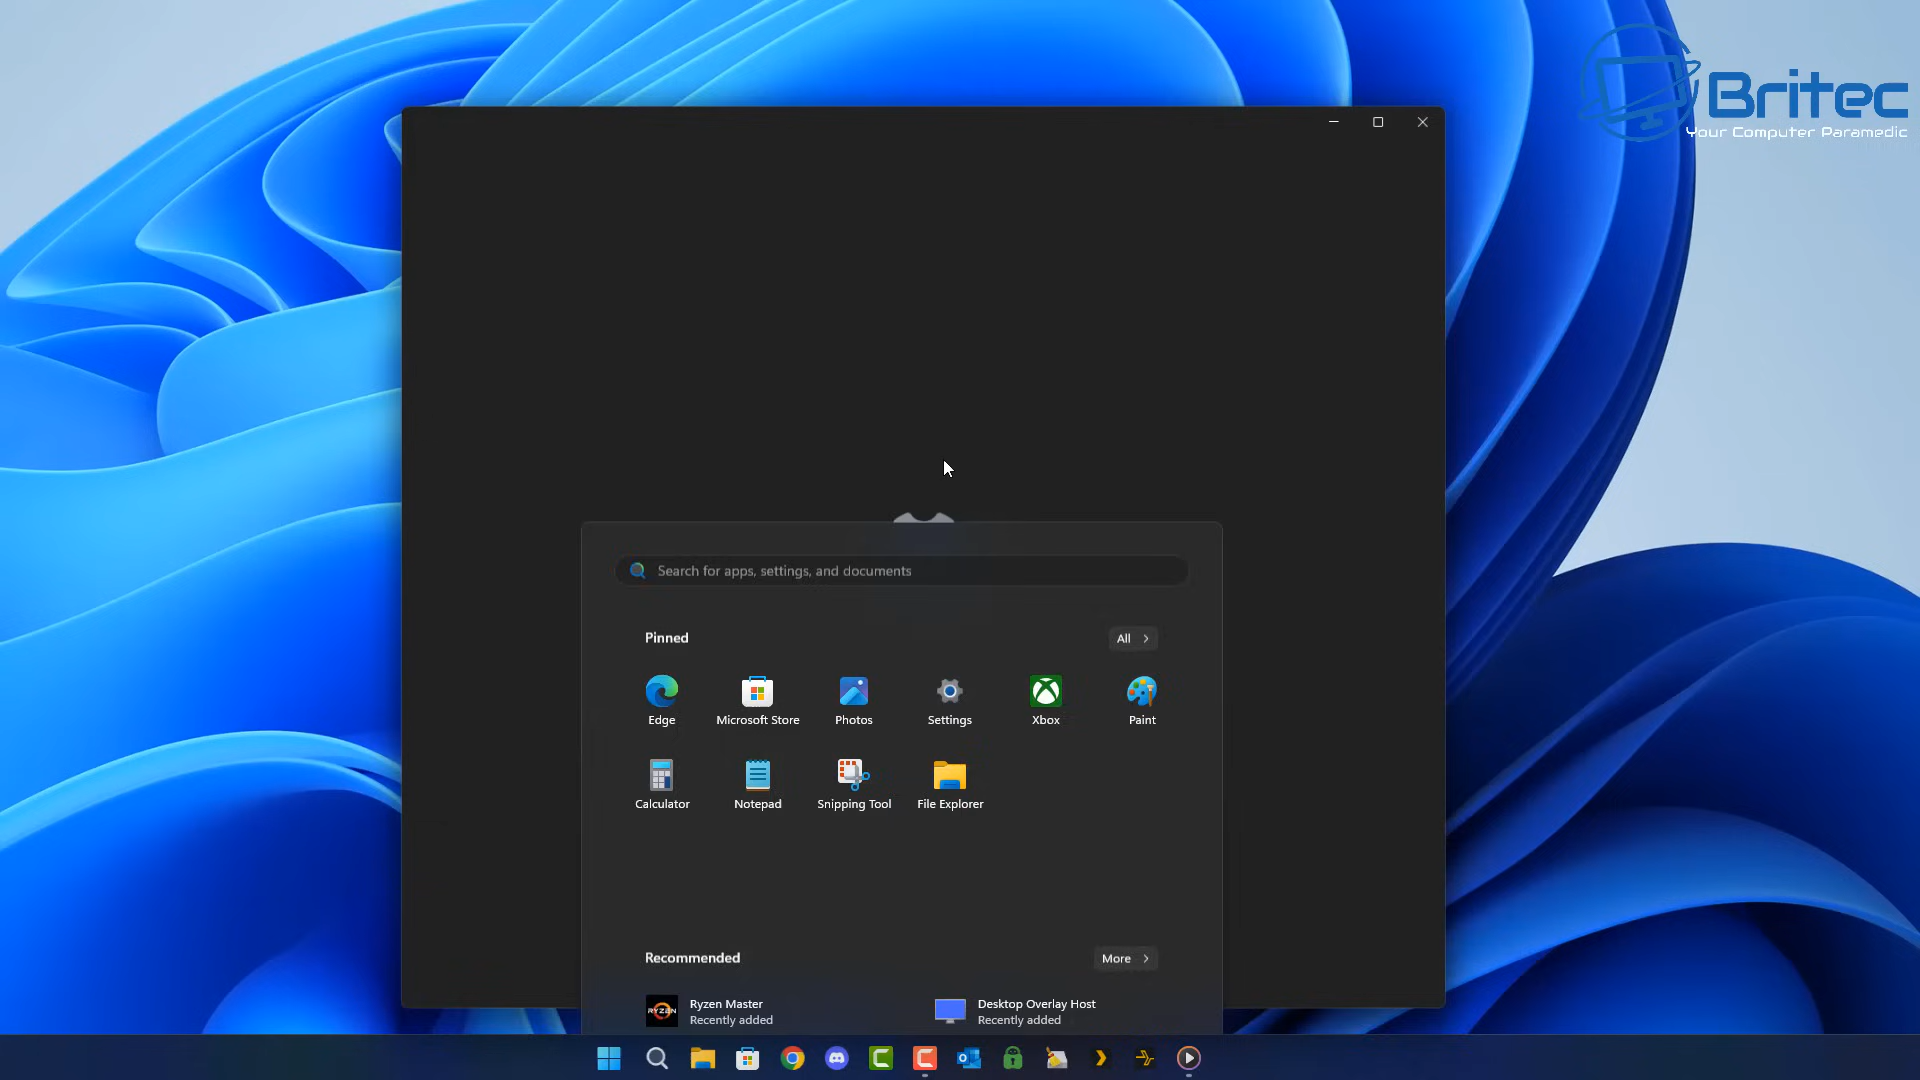 Britec
Your Computer Paramedic
Search for apps, settings, and documents
Pinned
All
Edge
Microsoft Store
Photos
Settings
Xbox
Paint
Calculator
Notepad
Snipping Tool
File Explorer
Recommended
More
RYZEN
Ryzen Master
Recently added
Desktop Overlay Host
Recently added